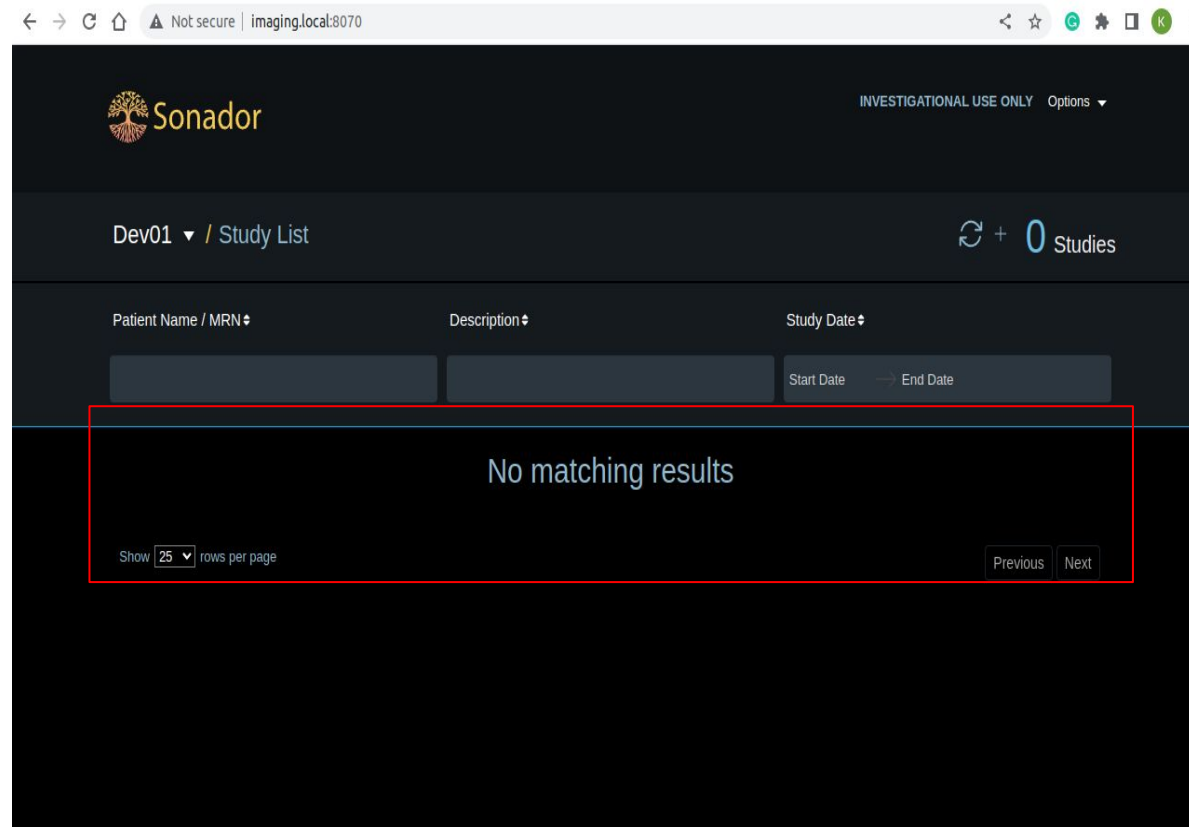 Not secure | imaging.local:8070
G K
Sonador
INVESTIGATIONAL USE ONLY Options
Dev01 / Study List
+ 0 Studies
Patient Name / MRN Description Study Date
Start Date → End Date
No matching results
Show 25 rows per page
Previous Next